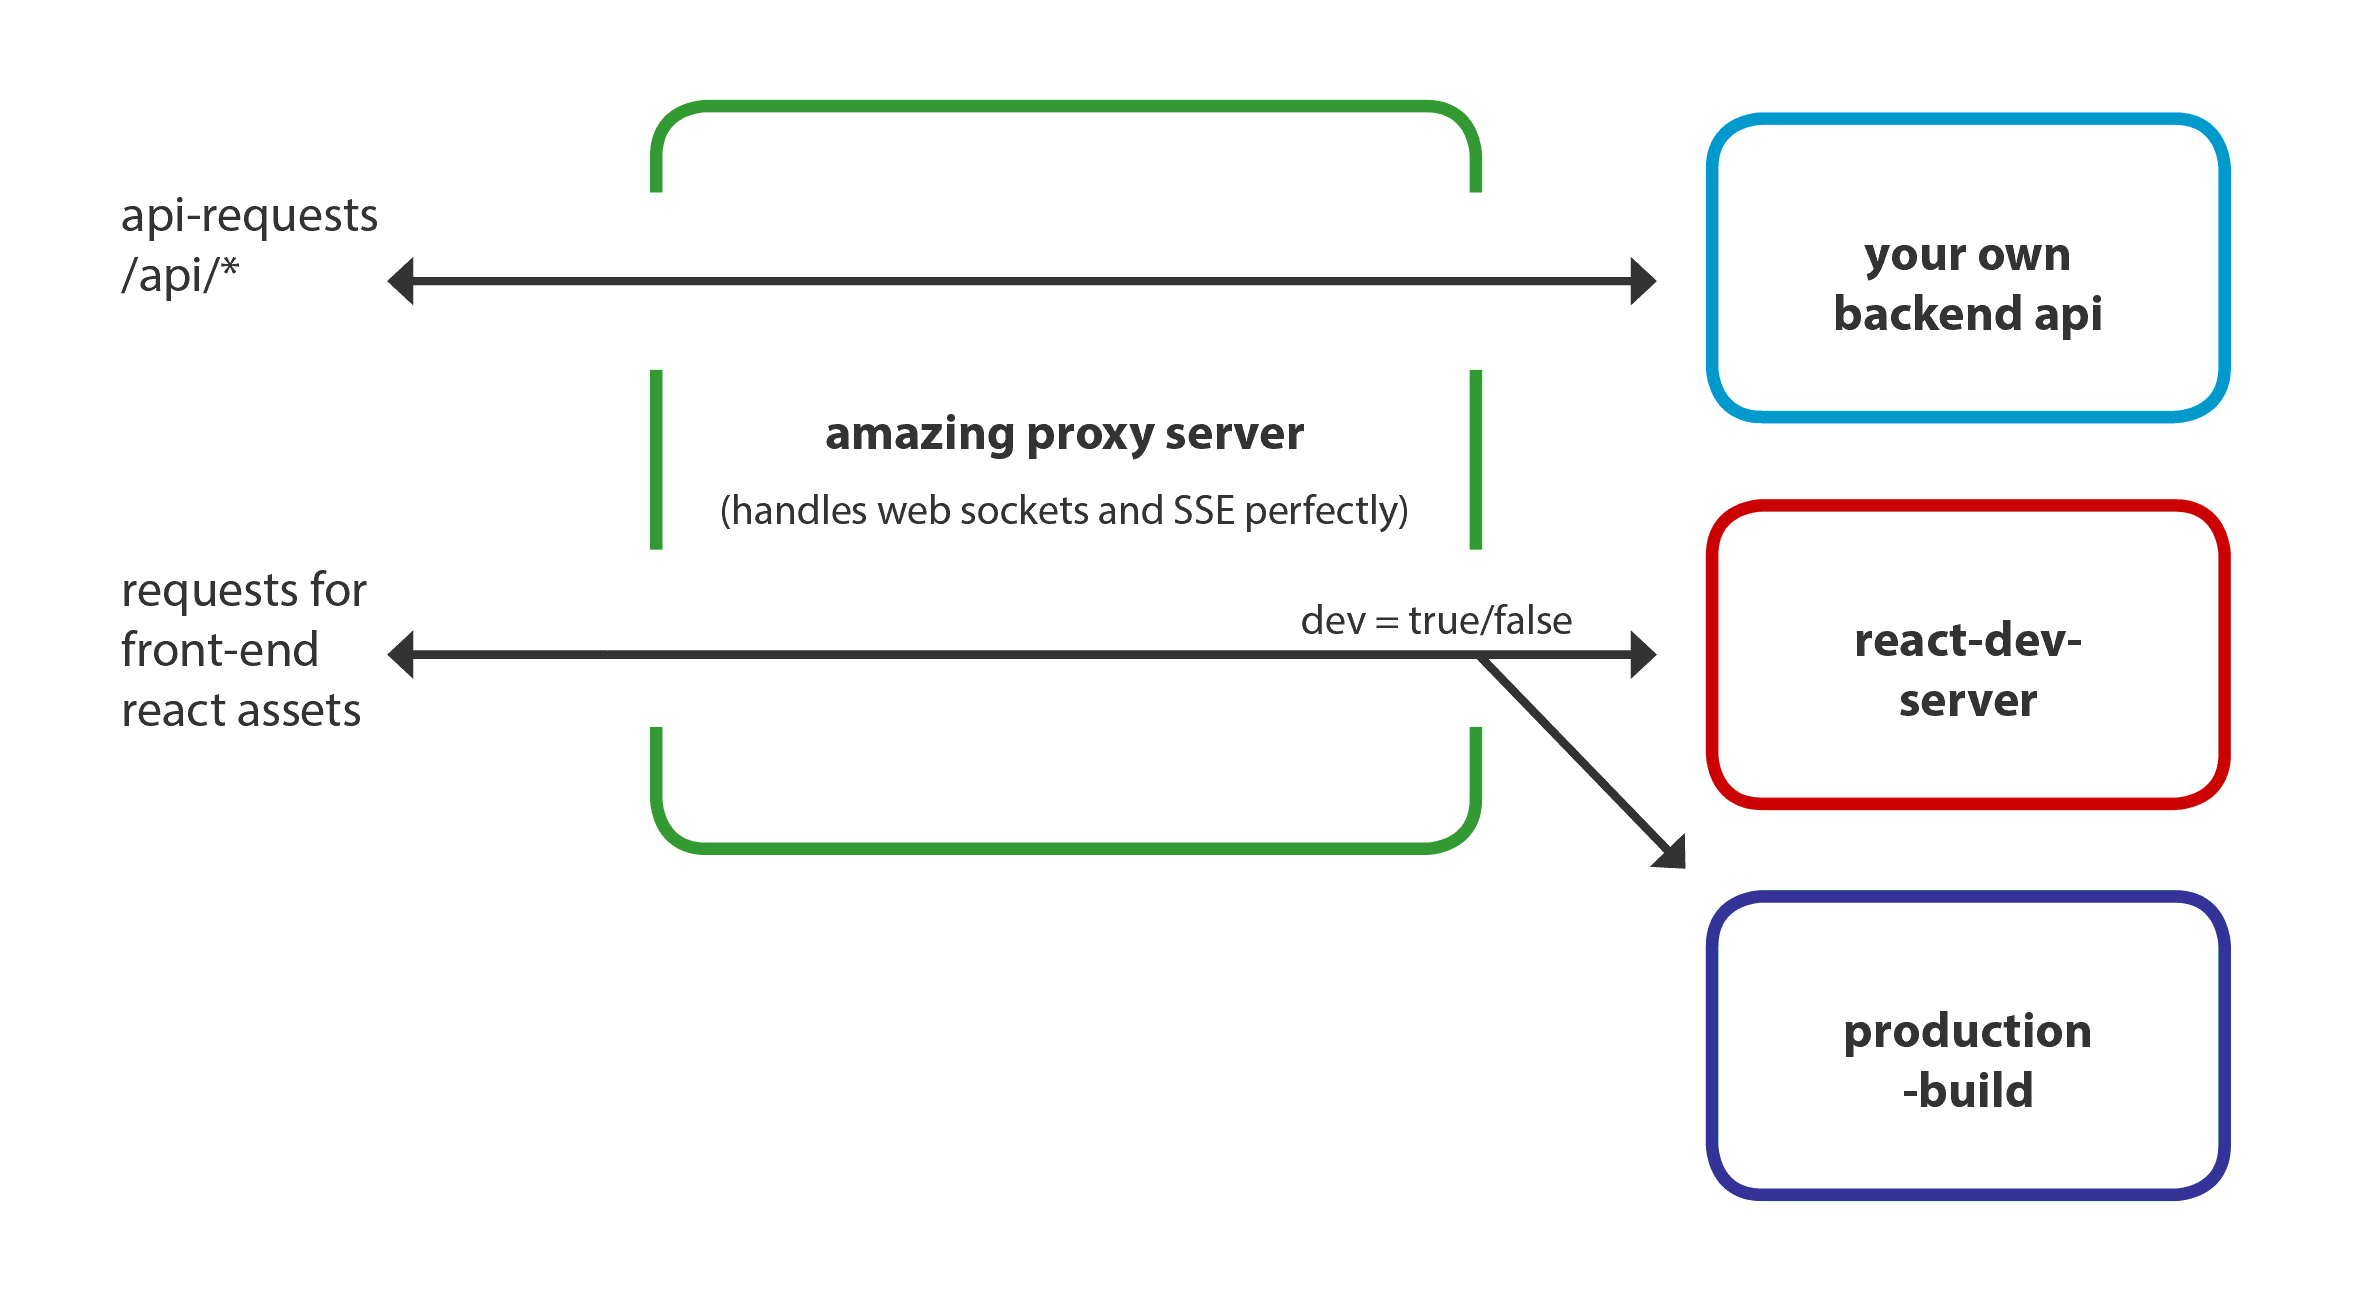 api-requests
/api/*
your own
backend api
amazing proxy server
(handles web sockets and SSE perfectly)
requests for
front-end
react assets
dev = true/false
react-dev-
server
production
-build